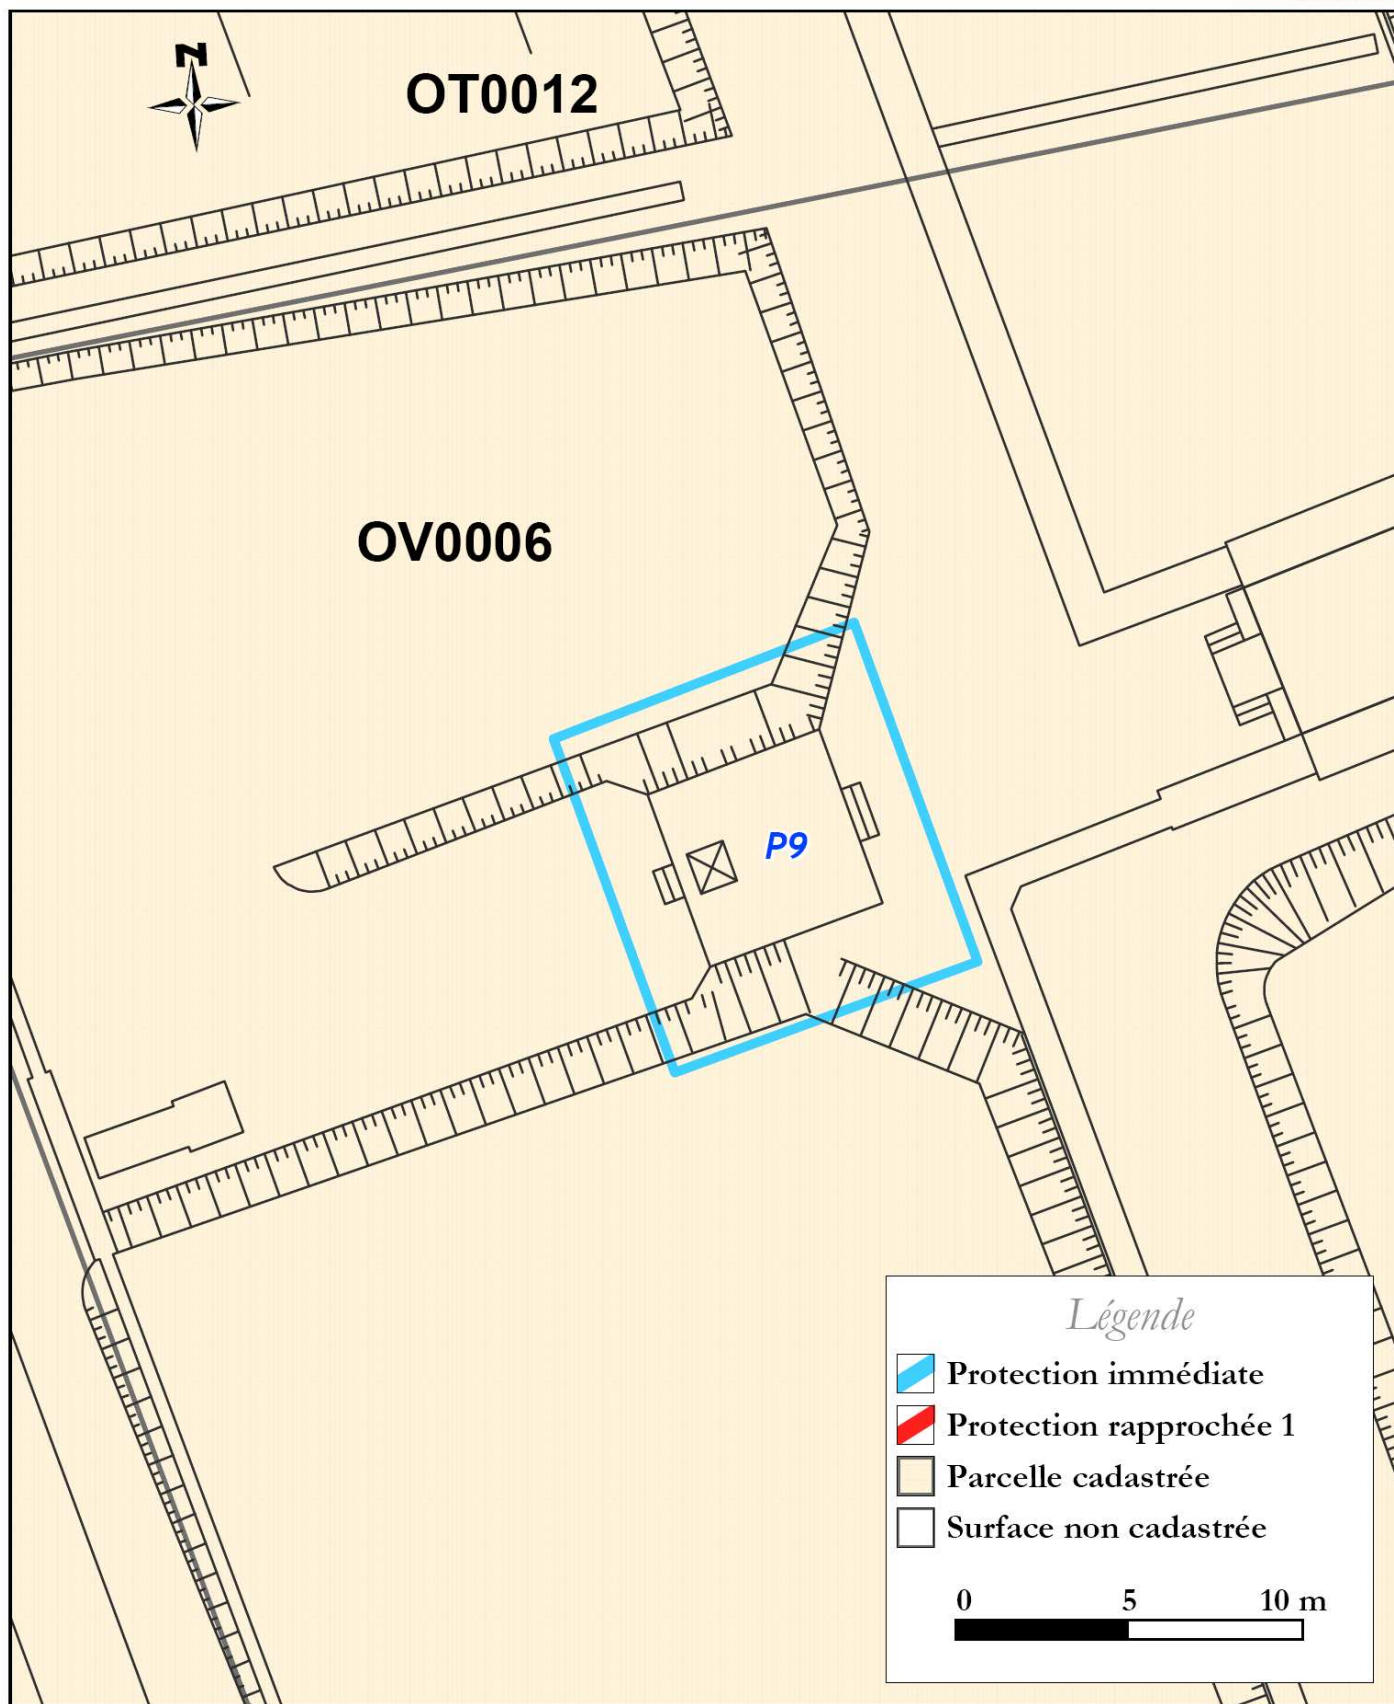 N
OT0012
OV0006
P9
Légende
Protection immédiate
Protection rapprochée 1
Parcelle cadastrée
Surface non cadastrée
0 5 10 m